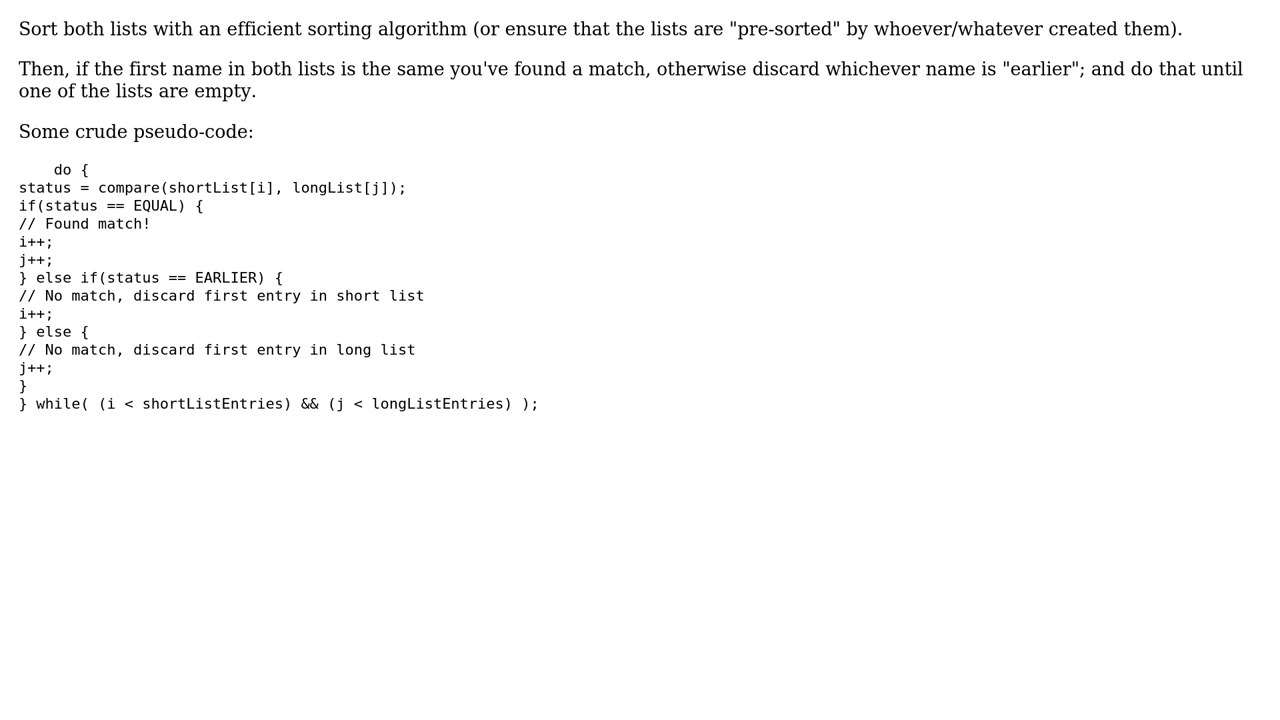 Sort both lists with an efficient sorting algorithm (or ensure that the lists are "pre-sorted" by whoever/whatever created them).
Then, if the first name in both lists is the same you've found a match, otherwise discard whichever name is "earlier"; and do that until
one of the lists are empty.
Some crude pseudo-code:
    do {
status = compare(shortList[i], longList[j]);
if(status == EQUAL) {
// Found match!
i++;
j++;
} else if(status == EARLIER) {
// No match, discard first entry in short list
i++;
} else {
// No match, discard first entry in long list
j++;
}
} while( (i < shortListEntries) && (j < longListEntries) );